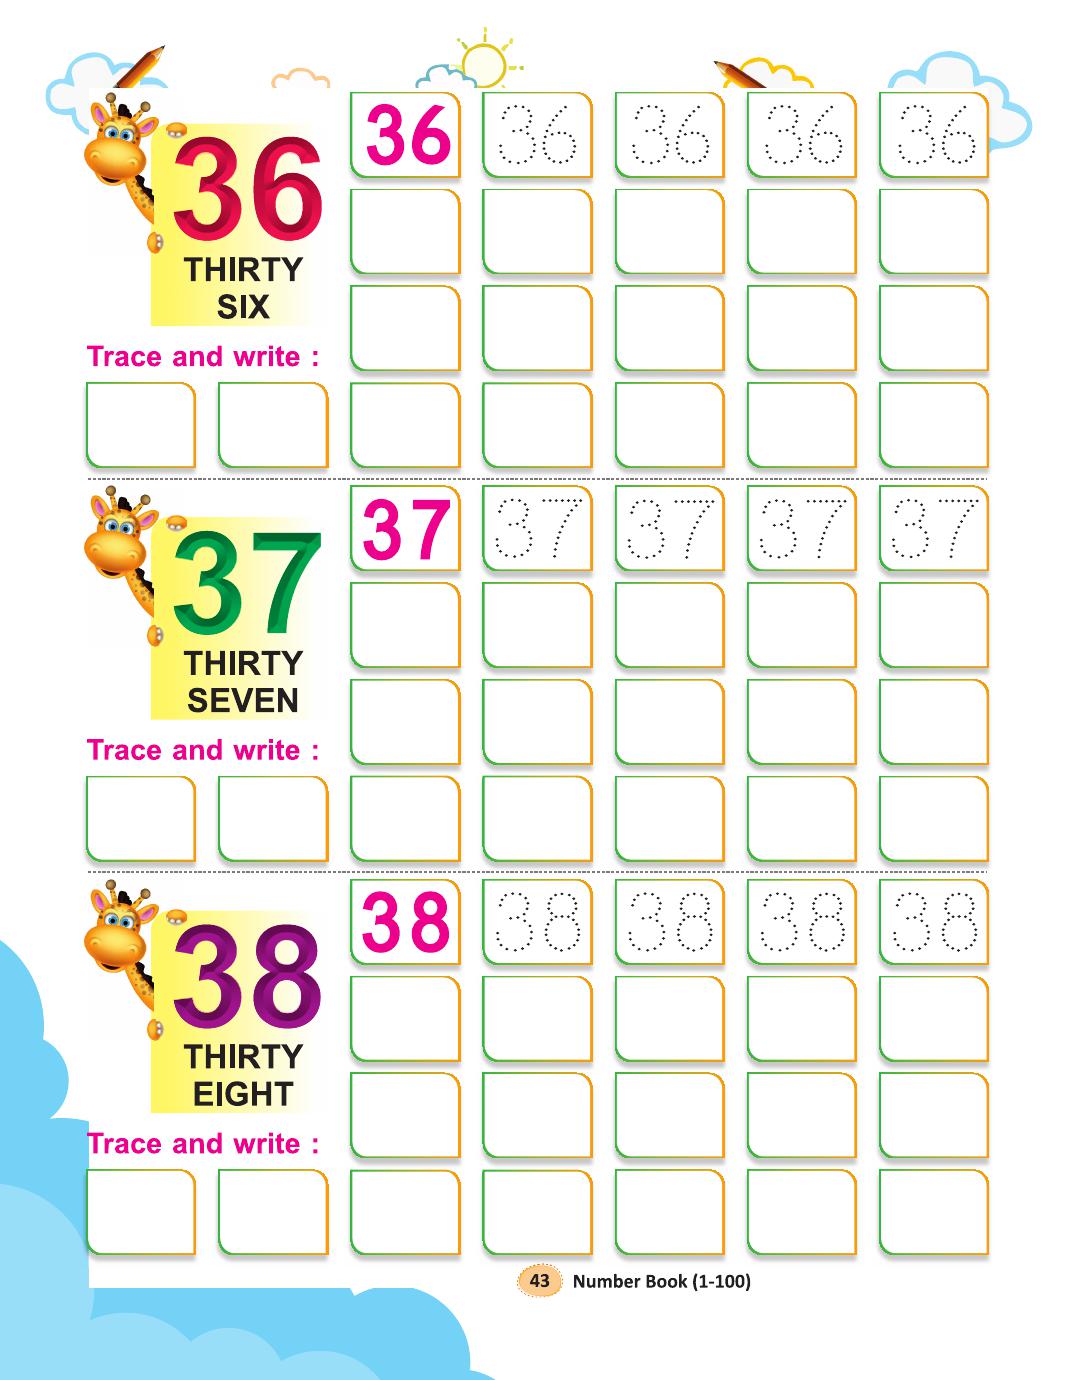 36
THIRTY
SIX
Trace and write :
36 36 36 36 36
37
THIRTY
SEVEN
Trace and write :
37 37 37 37 37
38
THIRTY
EIGHT
Trace and write :
38 38 38 38 38
43 Number Book (1-100)